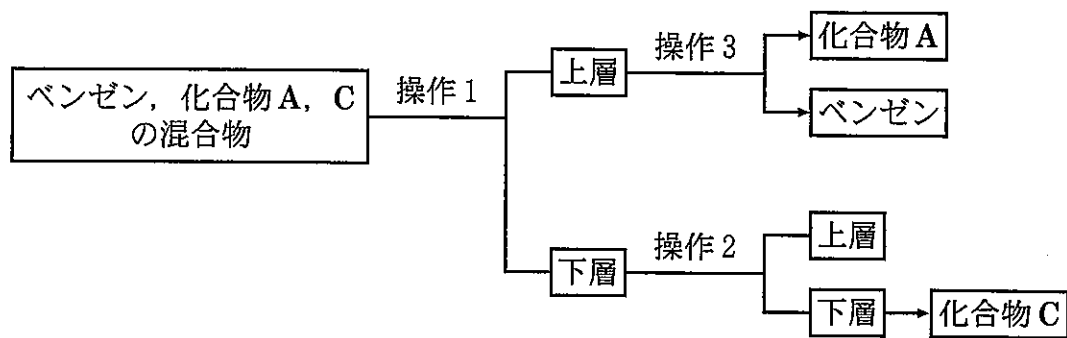 ベンゼン,化合物A,C
の混合物
操作1
上層
操作3
化合物A
ベンゼン
下層
操作2
上層
下層
化合物C